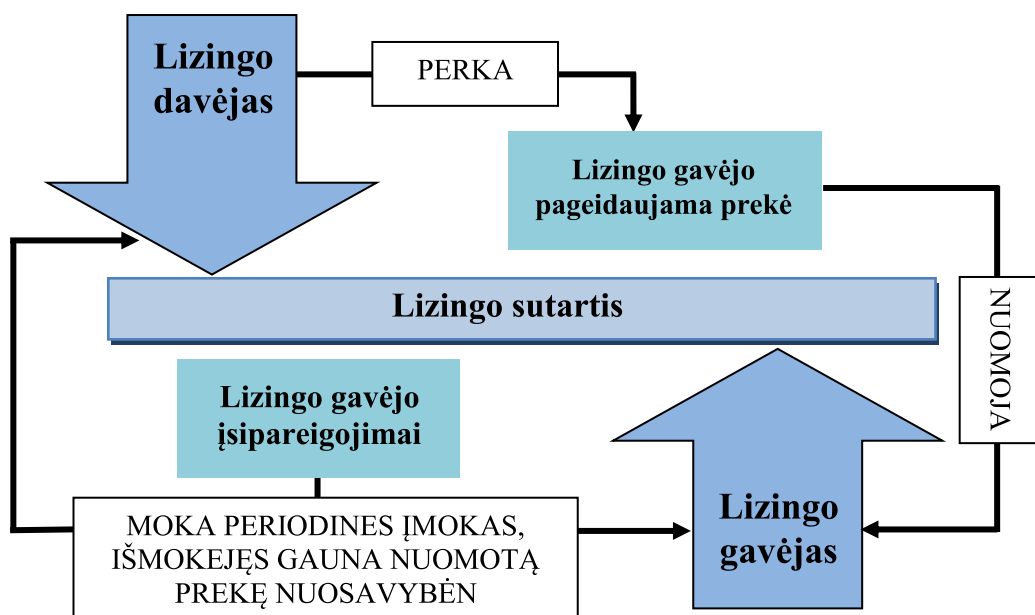 Lizingo
davėjas
PERKA
Lizingo gavėjo
pageidaujama prekė
Lizingo sutartis
NUOMOJA
Lizingo gavėjo
įsipareigojimai
MOKA PERIODINES ĮMOKAS,
IŠMOKEJĘS GAUNA NUOMOTĄ
PREKĘ NUOSAVYBĖN
Lizingo
gavėjas